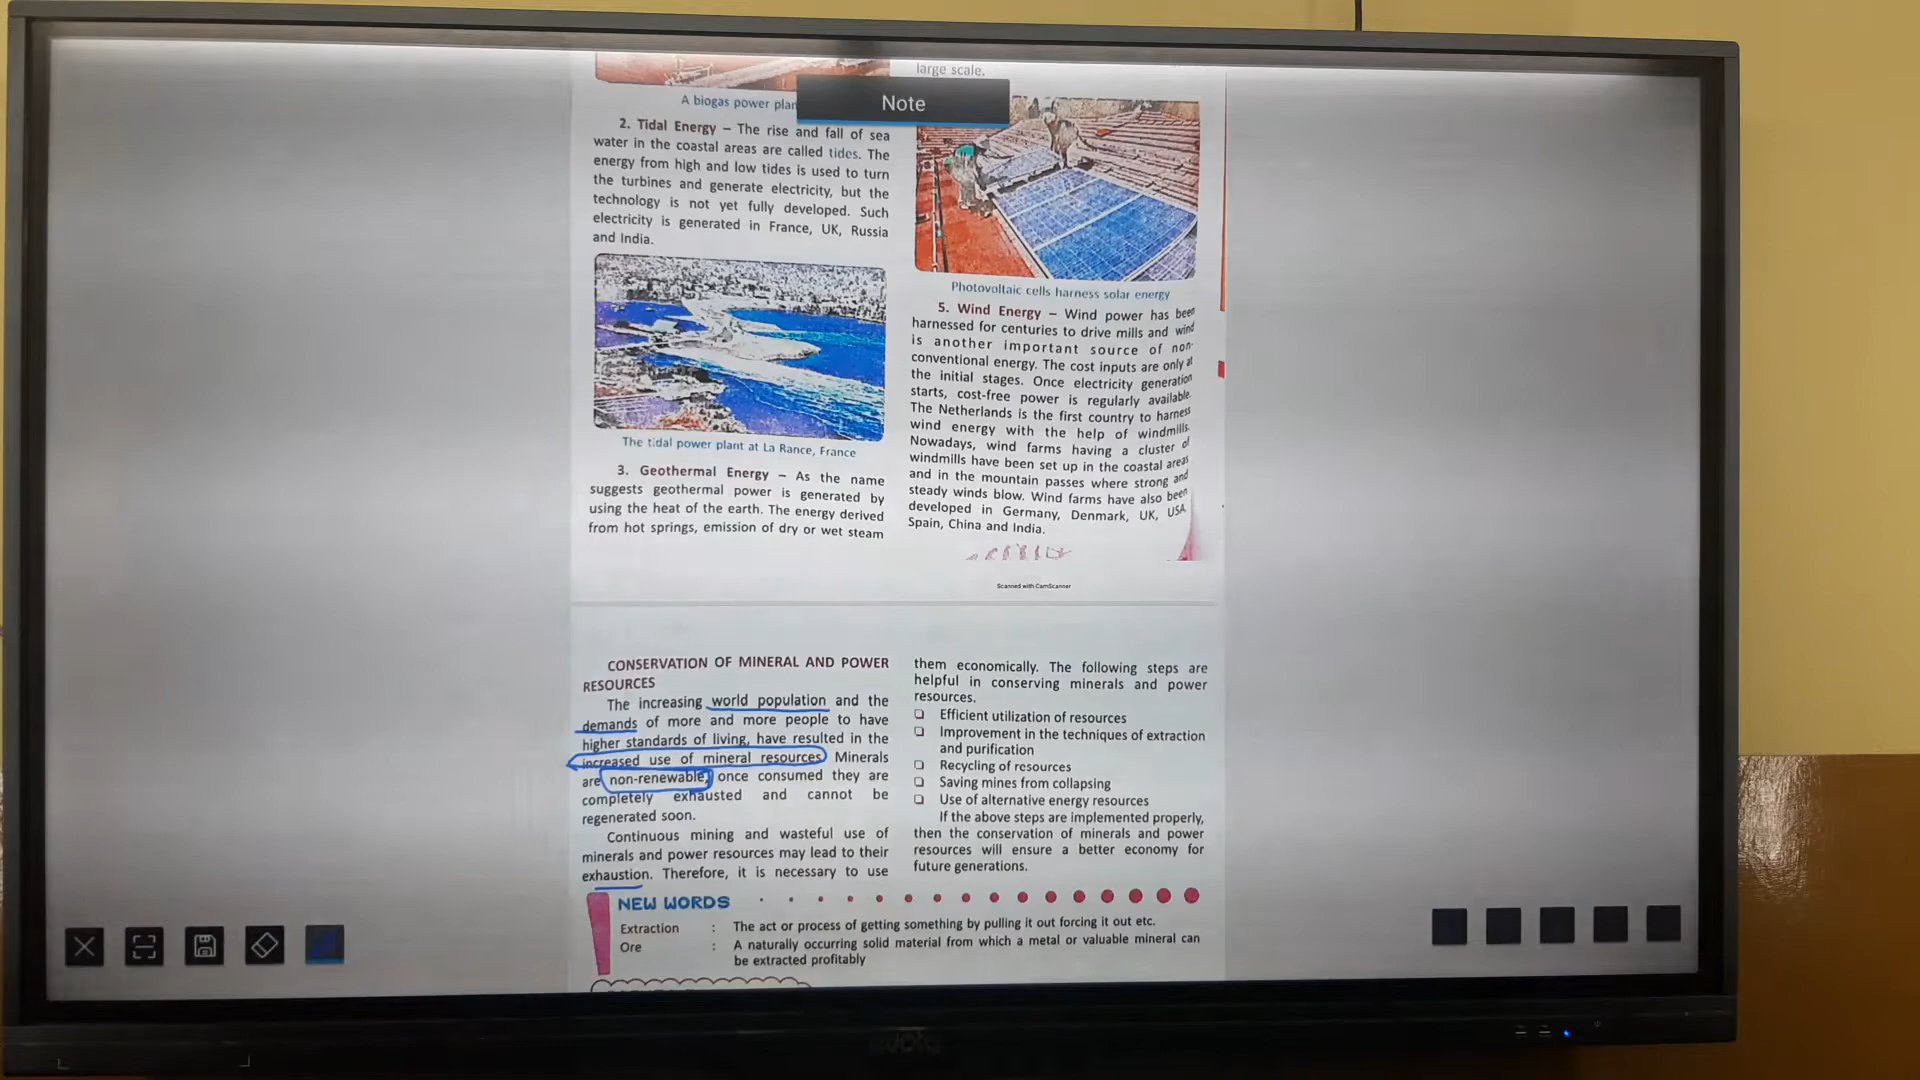 large scale.
Note
A biogas power plan
2. Tidal Energy – The rise and fall of sea
water in the coastal areas are called tides. The
energy from high and low tides is used to turn
the turbines and generate electricity, but the
technology is not yet fully developed. Such
electricity is generated in France, UK, Russia
and India.
The tidal power plant at La Rance, France
3. Geothermal Energy – As the name
suggests geothermal power is generated by
using the heat of the earth. The energy derived
from hot springs, emission of dry or wet steam
Photovoltaic cells harness solar energy
5. Wind Energy – Wind power has been
harnessed for centuries to drive mills and wind
is another important source of non-
conventional energy. The cost inputs are only at
the initial stages. Once electricity generation
starts, cost-free power is regularly available.
The Netherlands is the first country to harness
wind energy with the help of windmills.
Nowadays, wind farms having a cluster of
windmills have been set up in the coastal areas
and in the mountain passes where strong and
steady winds blow. Wind farms have also been
developed in Germany, Denmark, UK, USA,
Spain, China and India.
Scanned with CamScanner
CONSERVATION OF MINERAL AND POWER
RESOURCES
The increasing world population and the
demands of more and more people to have
higher standards of living, have resulted in the
increased use of mineral resources. Minerals
are non-renewable, once consumed they are
completely exhausted and cannot be
regenerated soon.
Continuous mining and wasteful use of
minerals and power resources may lead to their
exhaustion. Therefore, it is necessary to use
them economically. The following steps are
helpful in conserving minerals and power
resources.
❑ Efficient utilization of resources
❑ Improvement in the techniques of extraction
and purification
❑ Recycling of resources
❑ Saving mines from collapsing
❑ Use of alternative energy resources
If the above steps are implemented properly,
then the conservation of minerals and power
resources will ensure a better economy for
future generations.
NEW WORDS
Extraction : The act or process of getting something by pulling it out forcing it out etc.
Ore : A naturally occurring solid material from which a metal or valuable mineral can
be extracted profitably